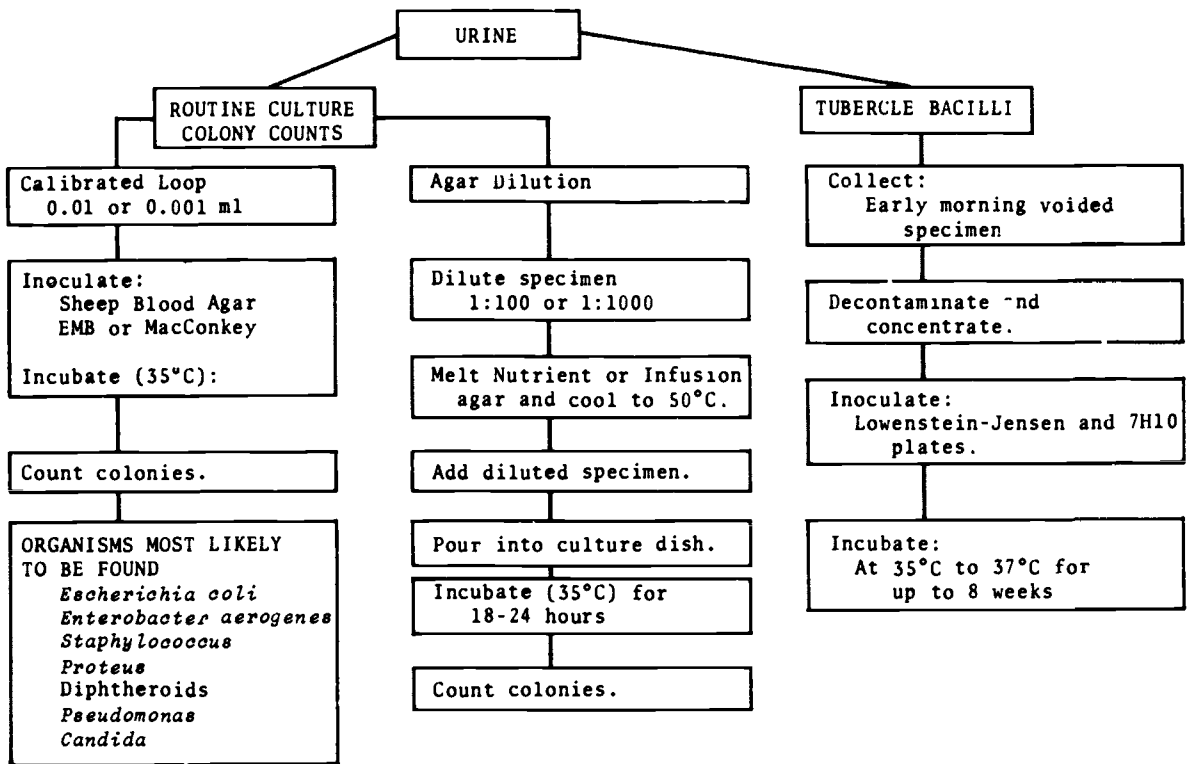 URINE
ROUTINE CULTURE
COLONY COUNTS
TUBERCLE BACILLI
Calibrated Loop
0.01 or 0.001 ml
Inoculate:
Sheep Blood Agar
EMB or MacConkey
Incubate (35°C):
Count colonies.
ORGANISMS MOST LIKELY
TO BE FOUND
Escherichia coli
Enterobacter aerogenes
Staphylococcus
Proteus
Diphtheroids
Pseudomonas
Candida
Agar Dilution
Dilute specimen
1:100 or 1:1000
Melt Nutrient or Infusion
agar and cool to 50°C.
Add diluted specimen.
Pour into culture dish.
Incubate (35°C) for
18-24 hours
Count colonies.
Collect:
Early morning voided
specimen
Decontaminate and
concentrate.
Inoculate:
Lowenstein-Jensen and 7H10
plates.
Incubate:
At 35°C to 37°C for
up to 8 weeks